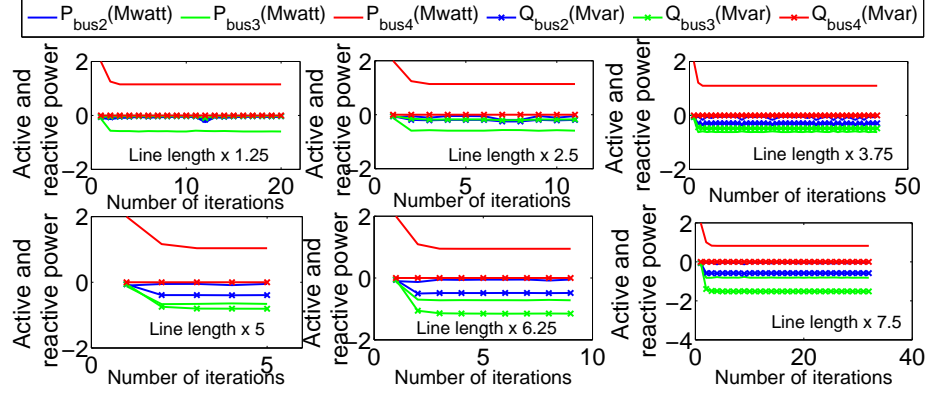 P_bus2(Mwatt) P_bus3(Mwatt) P_bus4(Mwatt) Q_bus2(Mvar) Q_bus3(Mvar) Q_bus4(Mvar)
Active and
reactive power
2
0
−2
0 10 20
Line length x 1.25
Number of iterations
Active and
reactive power
2
0
−2
0 5 10
Line length x 2.5
Number of iterations
Active and
reactive power
2
0
−2
0 50
Line length x 3.75
Number of iterations
Active and
reactive power
2
0
−2
0 5
Line length x 5
Number of iterations
Active and
reactive power
2
0
−2
0 5 10
Line length x 6.25
Number of iterations
Active and
reactive power
2
0
−2
−4
0 20 40
Line length x 7.5
Number of iterations